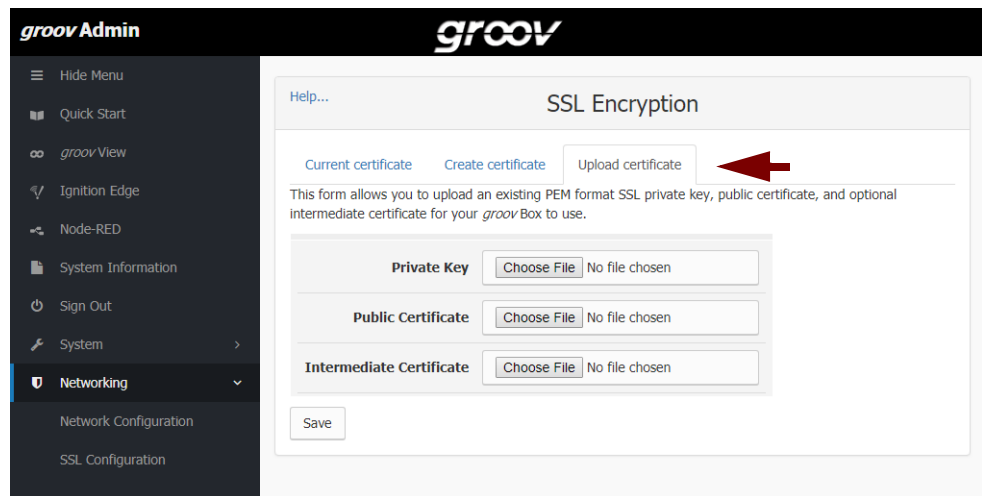 groov Admin
groov
Hide Menu
Quick Start
groov View
Ignition Edge
Node-RED
System Information
Sign Out
System
Networking
Network Configuration
SSL Configuration
Help...
SSL Encryption
Current certificate Create certificate Upload certificate
This form allows you to upload an existing PEM format SSL private key, public certificate, and optional
intermediate certificate for your groov Box to use.
Private Key Choose File No file chosen
Public Certificate Choose File No file chosen
Intermediate Certificate Choose File No file chosen
Save